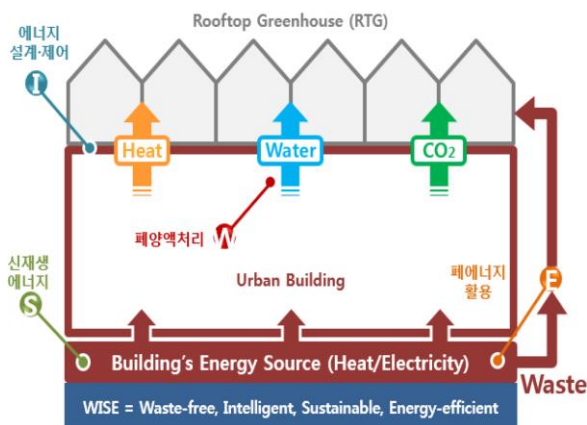 Rooftop Greenhouse (RTG)
에너지
설계·제어
I
Heat
Water
CO₂
폐양액처리
W
신재생
에너지
S
Urban Building
폐에너지
활용
E
Building's Energy Source (Heat/Electricity)
Waste
WISE = Waste-free, Intelligent, Sustainable, Energy-efficient